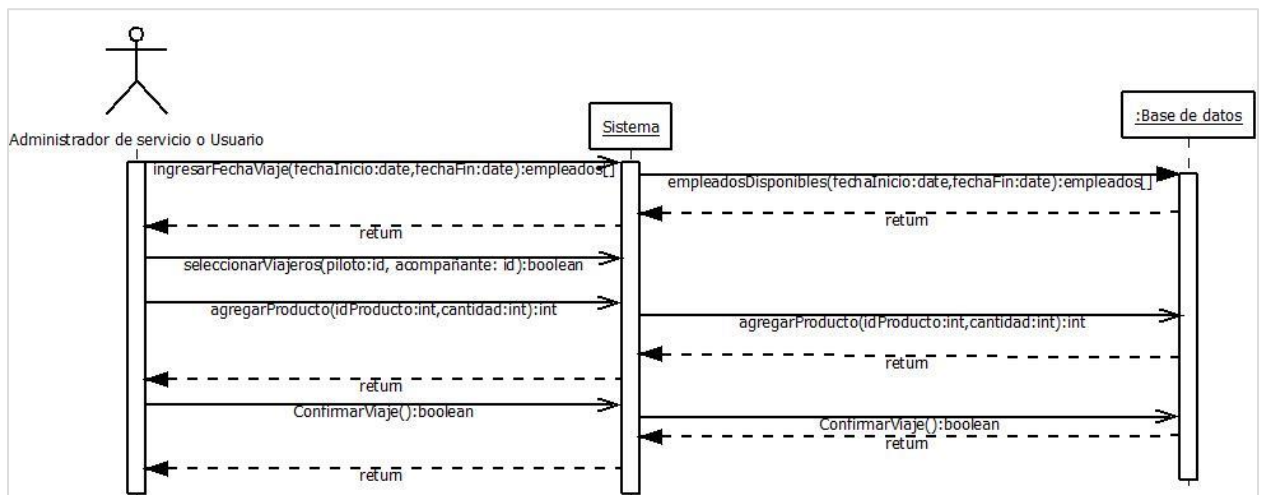 Administrador de servicio o Usuario
Sistema
:Base de datos
ingresarFechaViaje(fechaInicio:date,fechaFin:date):empleados[]
empleadosDisponibles(fechaInicio:date,fechaFin:date):empleados[]
return
return
seleccionarViajeros(piloto:id, acompañante: id):boolean
agregarProducto(idProducto:int,cantidad:int):int
agregarProducto(idProducto:int,cantidad:int):int
return
return
ConfirmarViaje():boolean
ConfirmarViaje():boolean
return
return